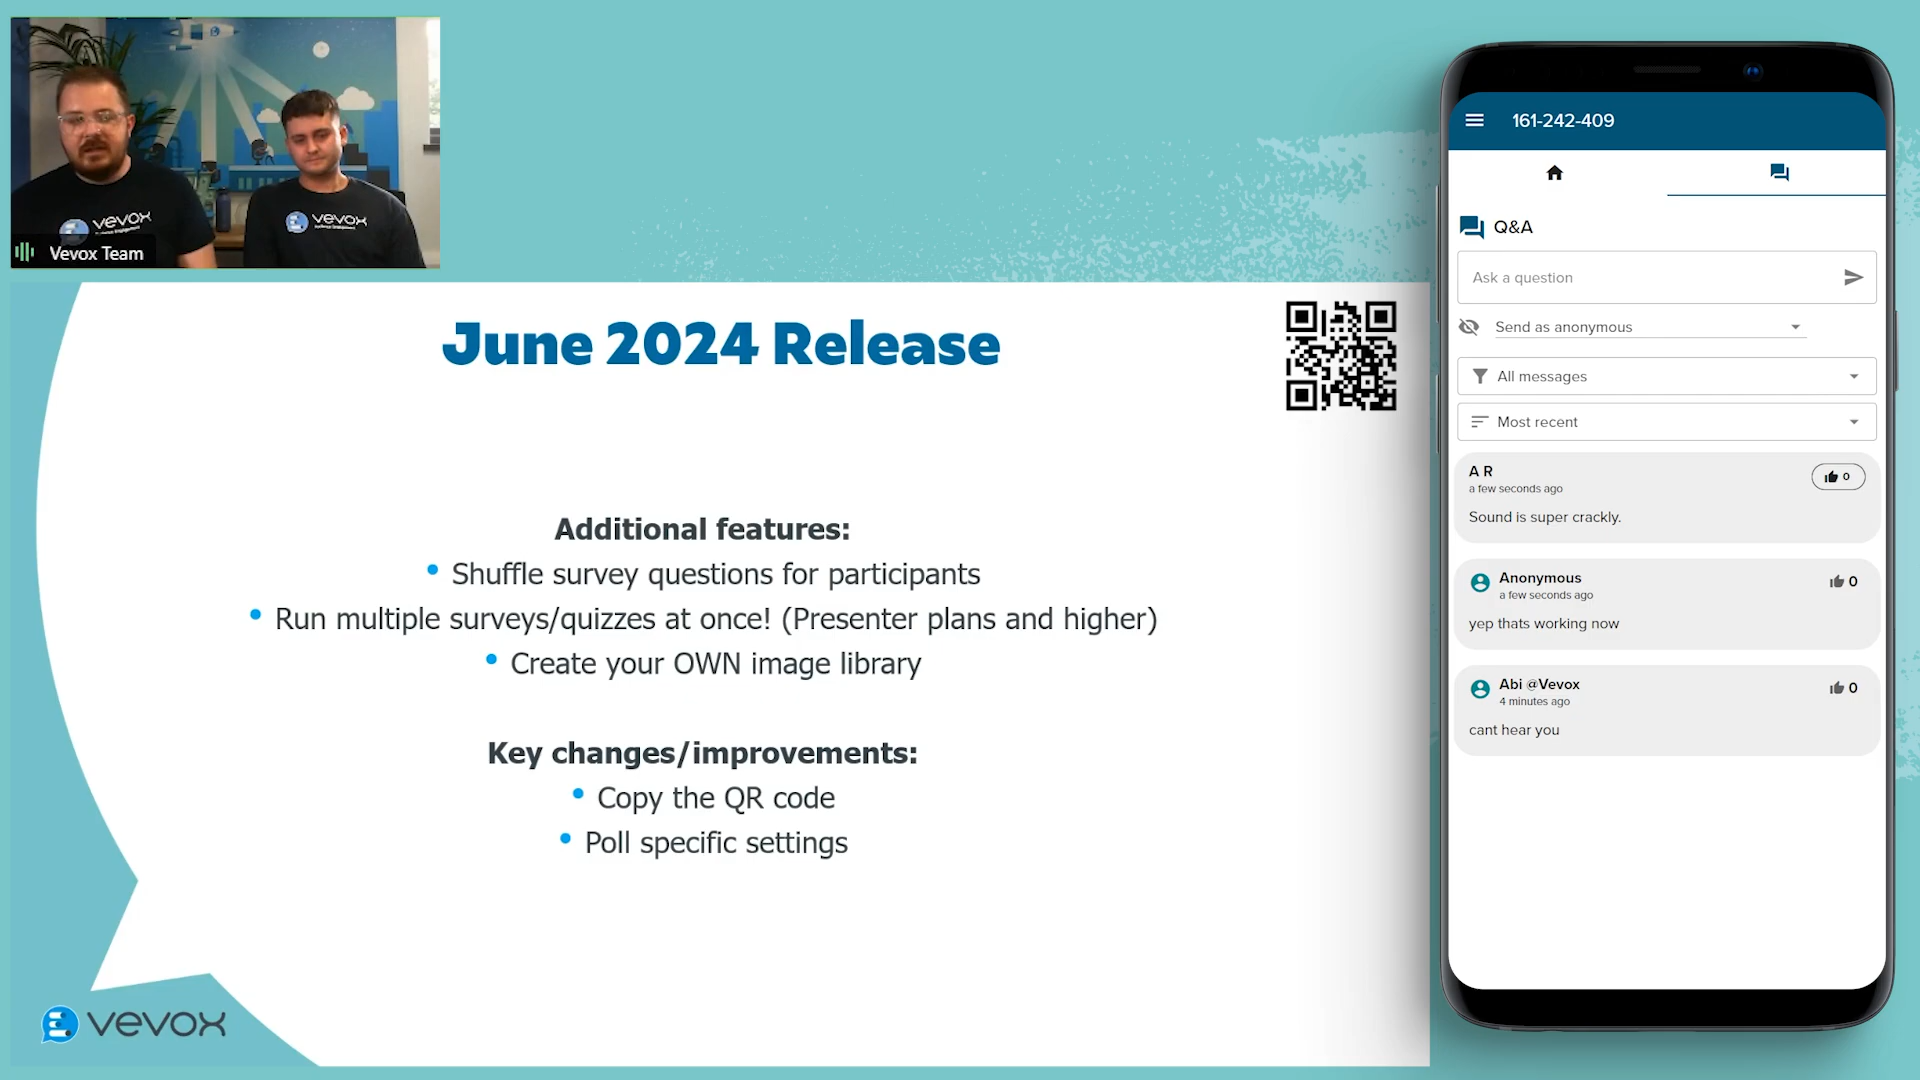 vevox
vevox
Vevox Team
June 2024 Release
Additional features:
• Shuffle survey questions for participants
• Run multiple surveys/quizzes at once! (Presenter plans and higher)
• Create your OWN image library
Key changes/improvements:
• Copy the QR code
• Poll specific settings
vevox
161-242-409
Q&A
Ask a question
Send as anonymous
All messages
Most recent
A R
0
a few seconds ago
Sound is super crackly.
Anonymous
0
a few seconds ago
yep thats working now
Abi @Vevox
0
4 minutes ago
cant hear you